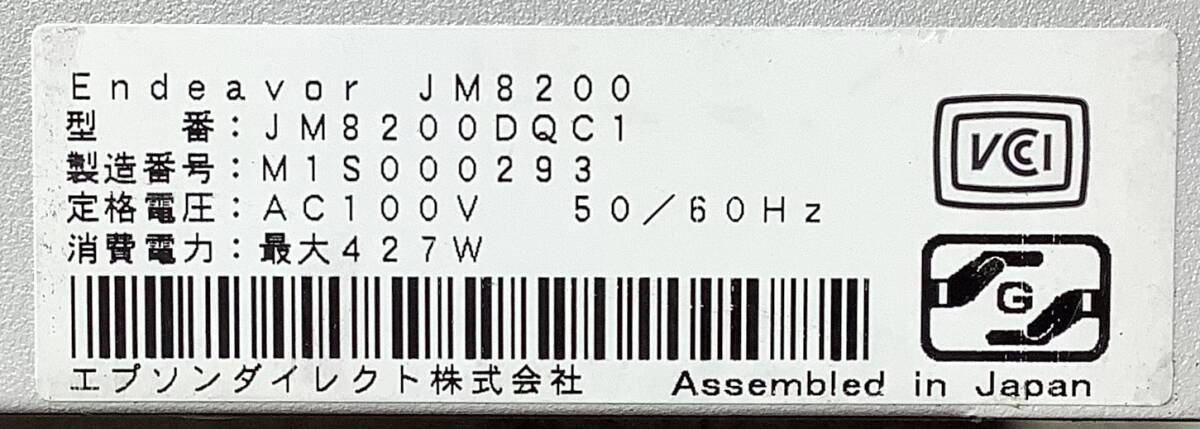 Endeavor JM8200
型　　番：JM8200DQC1
製造番号：M1S000293
定格電圧：AC100V　50／60Hz
消費電力：最大427W
エプソンダイレクト株式会社　Assembled in Japan
VCCI
G